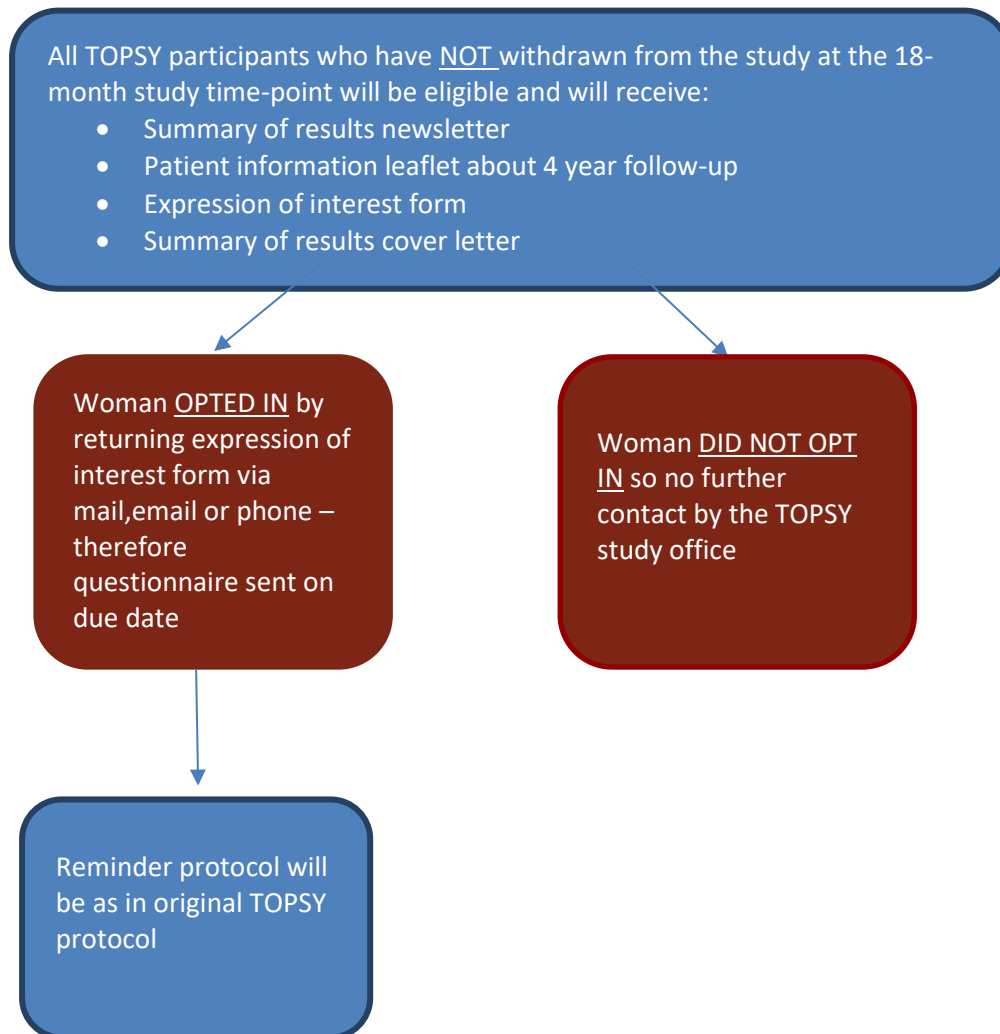 All TOPSY participants who have NOT withdrawn from the study at the 18-
month study time-point will be eligible and will receive:
• Summary of results newsletter
• Patient information leaflet about 4 year follow-up
• Expression of interest form
• Summary of results cover letter
Woman OPTED IN by
returning expression of
interest form via
mail,email or phone –
therefore
questionnaire sent on
due date
Woman DID NOT OPT
IN so no further
contact by the TOPSY
study office
Reminder protocol will
be as in original TOPSY
protocol